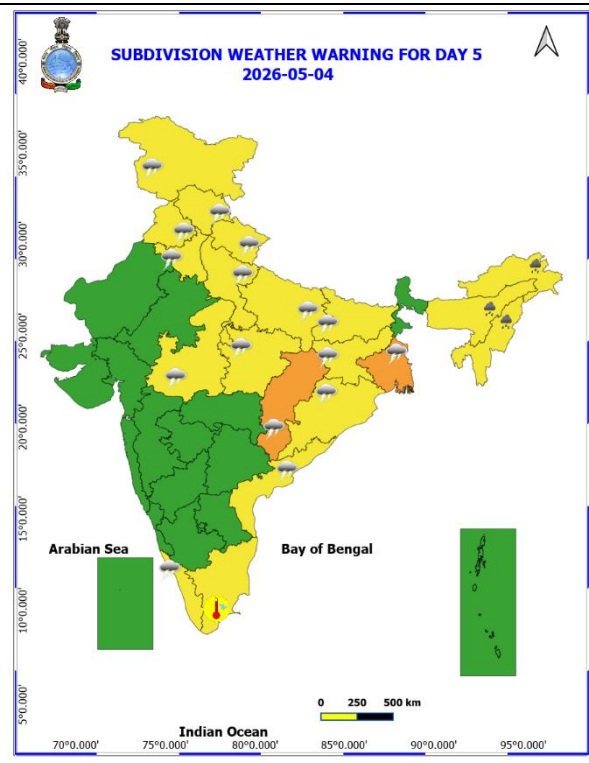 SUBDIVISION WEATHER WARNING FOR DAY 5
2026-05-04
40°0.000'
35°0.000'
30°0.000'
25°0.000'
20°0.000'
15°0.000'
10°0.000'
5°0.000'
Arabian Sea
Bay of Bengal
0 250 500 km
Indian Ocean
70°0.000' 75°0.000' 80°0.000' 85°0.000' 90°0.000' 95°0.000'